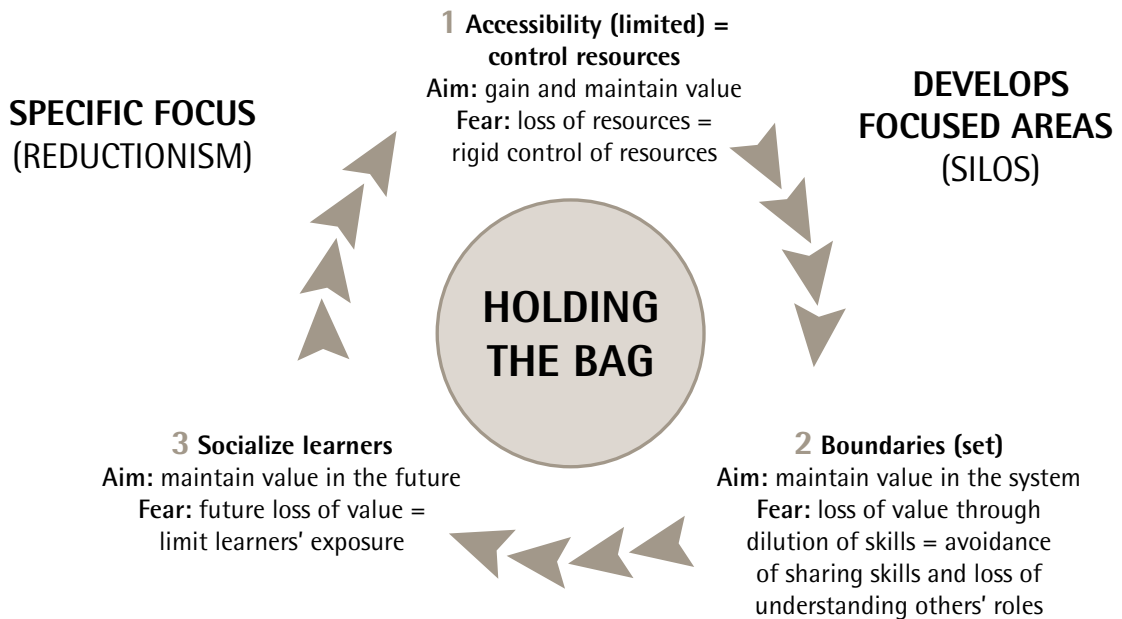 1 Accessibility (limited) =
control resources
Aim: gain and maintain value
Fear: loss of resources =
rigid control of resources
SPECIFIC FOCUS
(REDUCTIONISM)
DEVELOPS
FOCUSED AREAS
(SILOS)
HOLDING
THE BAG
3 Socialize learners
Aim: maintain value in the future
Fear: future loss of value =
limit learners’ exposure
2 Boundaries (set)
Aim: maintain value in the system
Fear: loss of value through
dilution of skills = avoidance
of sharing skills and loss of
understanding others’ roles